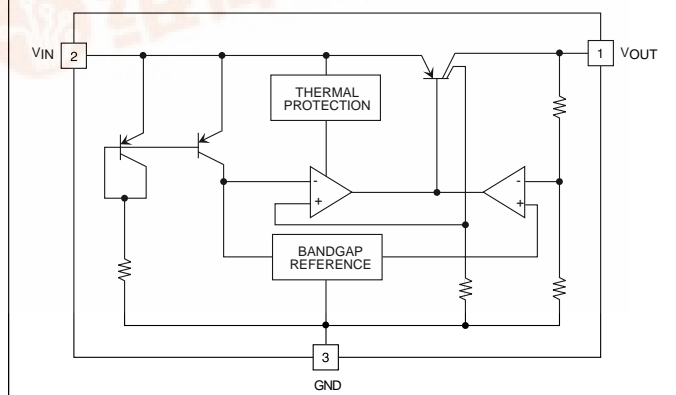 VIN 2
1 VOUT
THERMAL
PROTECTION
-
+
-
+
BANDGAP
REFERENCE
3
GND